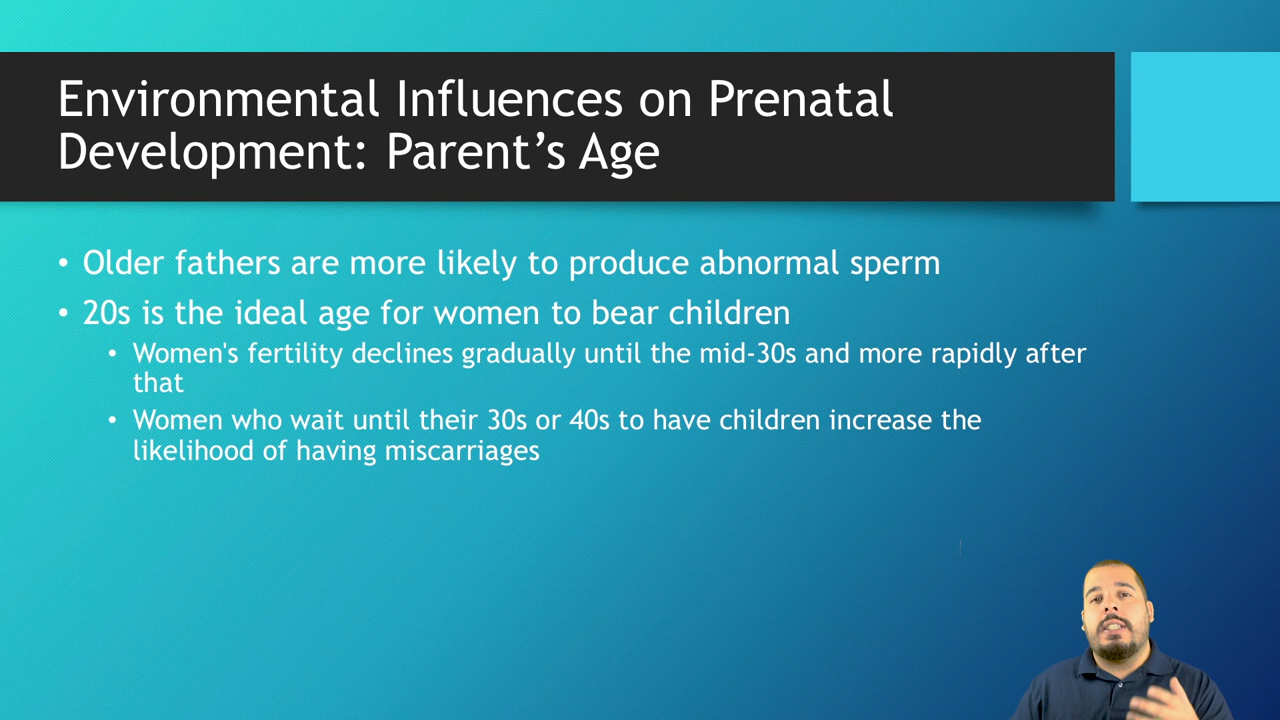 Environmental Influences on Prenatal
Development: Parent’s Age
• Older fathers are more likely to produce abnormal sperm
• 20s is the ideal age for women to bear children
• Women's fertility declines gradually until the mid-30s and more rapidly after
that
• Women who wait until their 30s or 40s to have children increase the
likelihood of having miscarriages